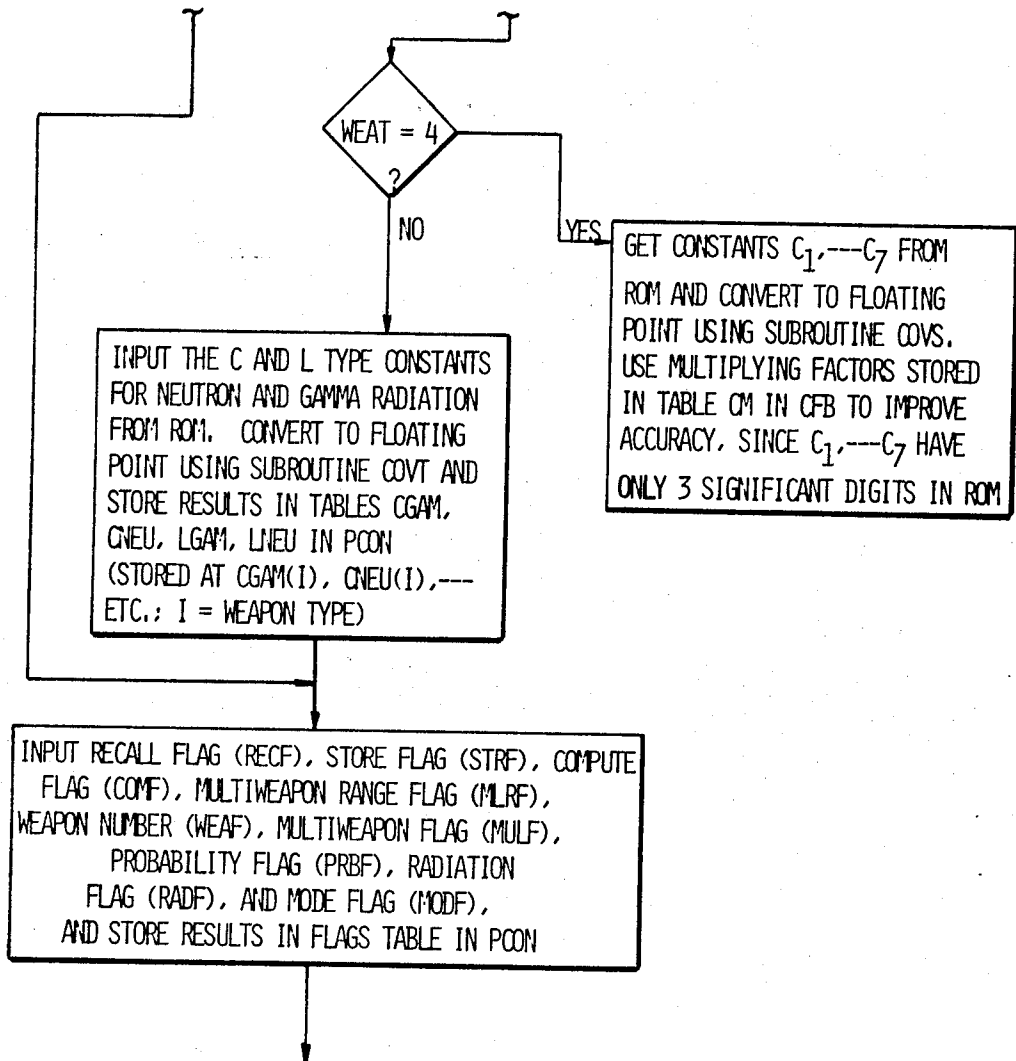 WEAT = 4
?
NO
YES
GET CONSTANTS C1,---C7 FROM
ROM AND CONVERT TO FLOATING
POINT USING SUBROUTINE COVS.
USE MULTIPLYING FACTORS STORED
IN TABLE CM IN CFB TO IMPROVE
ACCURACY, SINCE C1,---C7 HAVE
ONLY 3 SIGNIFICANT DIGITS IN ROM
INPUT THE C AND L TYPE CONSTANTS
FOR NEUTRON AND GAMMA RADIATION
FROM ROM. CONVERT TO FLOATING
POINT USING SUBROUTINE COVT AND
STORE RESULTS IN TABLES CGAM,
CNEU, LGAM, LNEU IN PCON
(STORED AT CGAM(I), CNEU(I),---
ETC.; I = WEAPON TYPE)
INPUT RECALL FLAG (RECF), STORE FLAG (STRF), COMPUTE
FLAG (COMF), MULTIWEAPON RANGE FLAG (MLRF),
WEAPON NUMBER (WEAF), MULTIWEAPON FLAG (MULF),
PROBABILITY FLAG (PRBF), RADIATION
FLAG (RADF), AND MODE FLAG (MODF),
AND STORE RESULTS IN FLAGS TABLE IN PCON